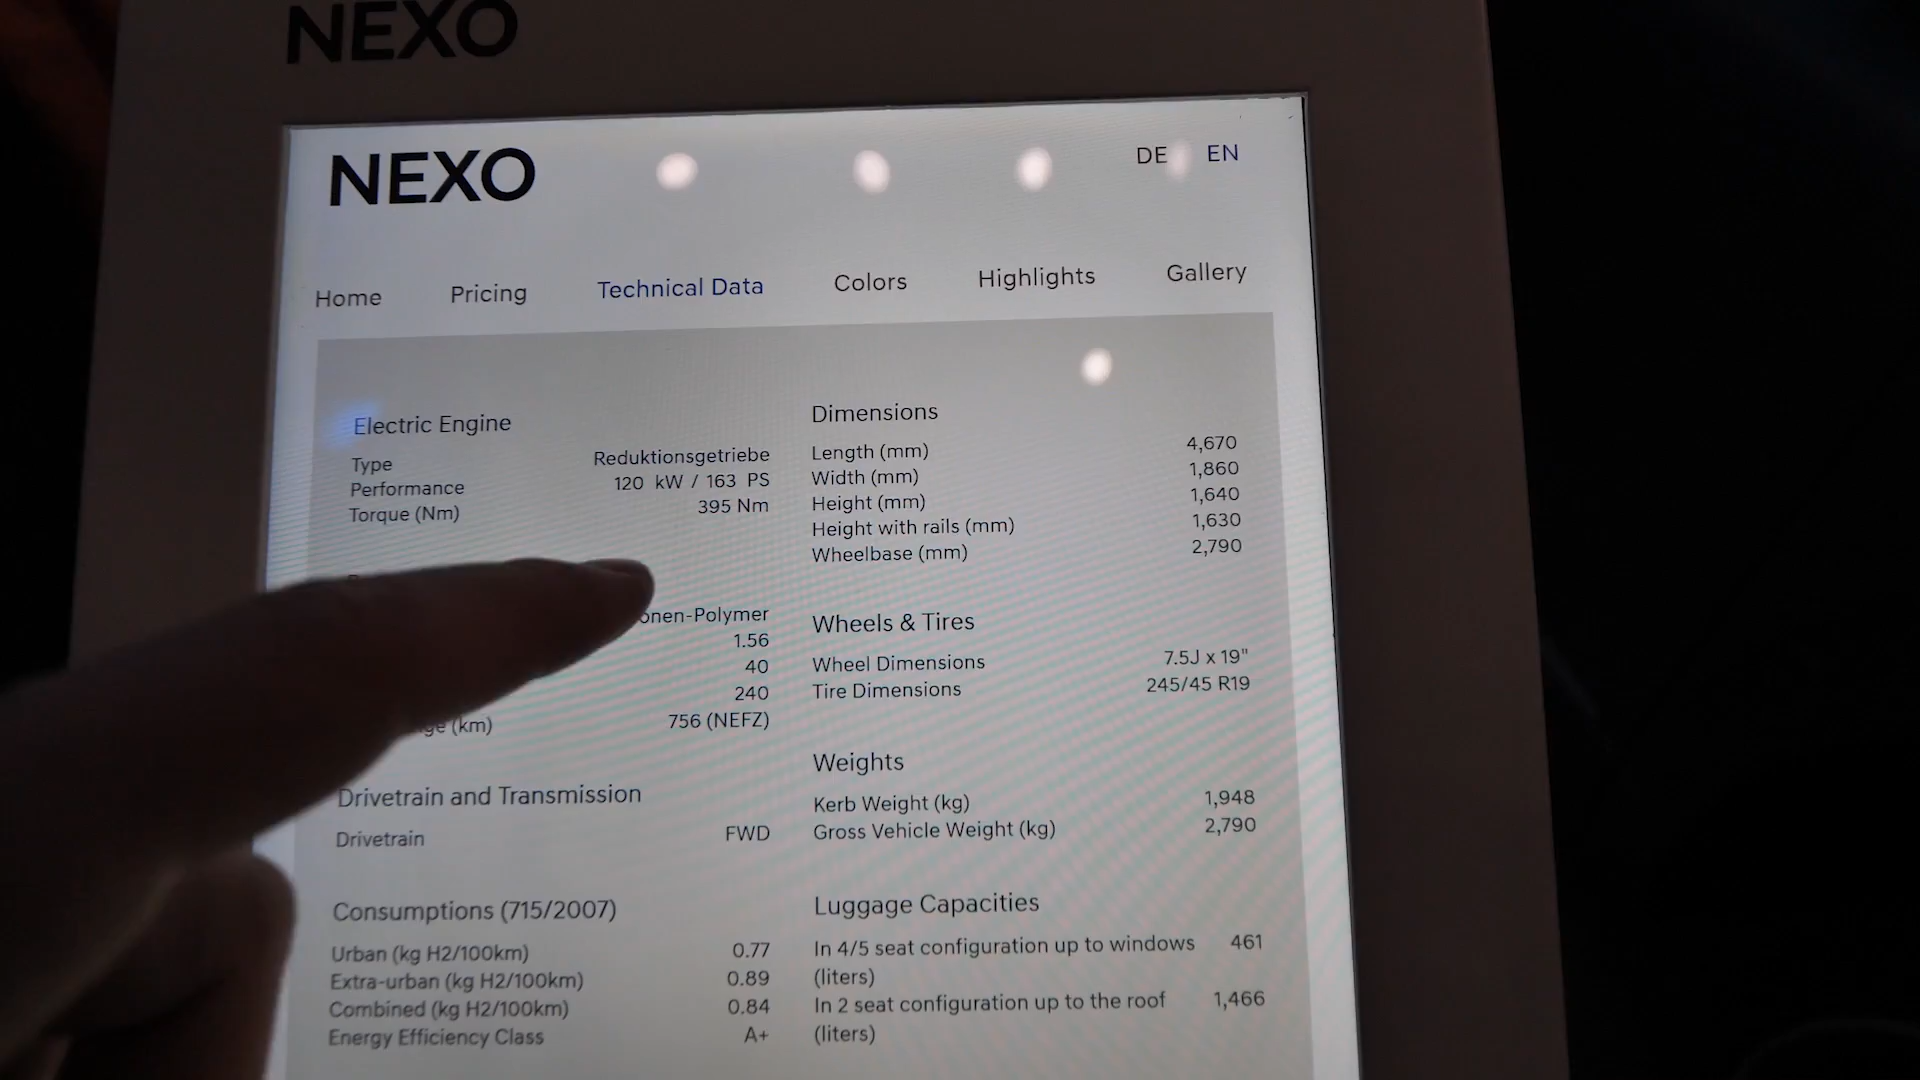 NEXO
NEXO
DE EN
Home Pricing Technical Data Colors Highlights Gallery
Electric Engine
Type Reduktionsgetriebe
Performance 120 kW / 163 PS
Torque (Nm) 395 Nm
1.56
40
240
(km) 756 (NEFZ)
Drivetrain and Transmission
Drivetrain FWD
Consumptions (715/2007)
Urban (kg H2/100km) 0.77
Extra-urban (kg H2/100km) 0.89
Combined (kg H2/100km) 0.84
Energy Efficiency Class A+
Dimensions
Length (mm) 4,670
Width (mm) 1,860
Height (mm) 1,640
Height with rails (mm) 1,630
Wheelbase (mm) 2,790
Wheels & Tires
Wheel Dimensions 7.5J x 19"
Tire Dimensions 245/45 R19
Weights
Kerb Weight (kg) 1,948
Gross Vehicle Weight (kg) 2,790
Luggage Capacities
In 4/5 seat configuration up to windows 461
(liters)
In 2 seat configuration up to the roof 1,466
(liters)